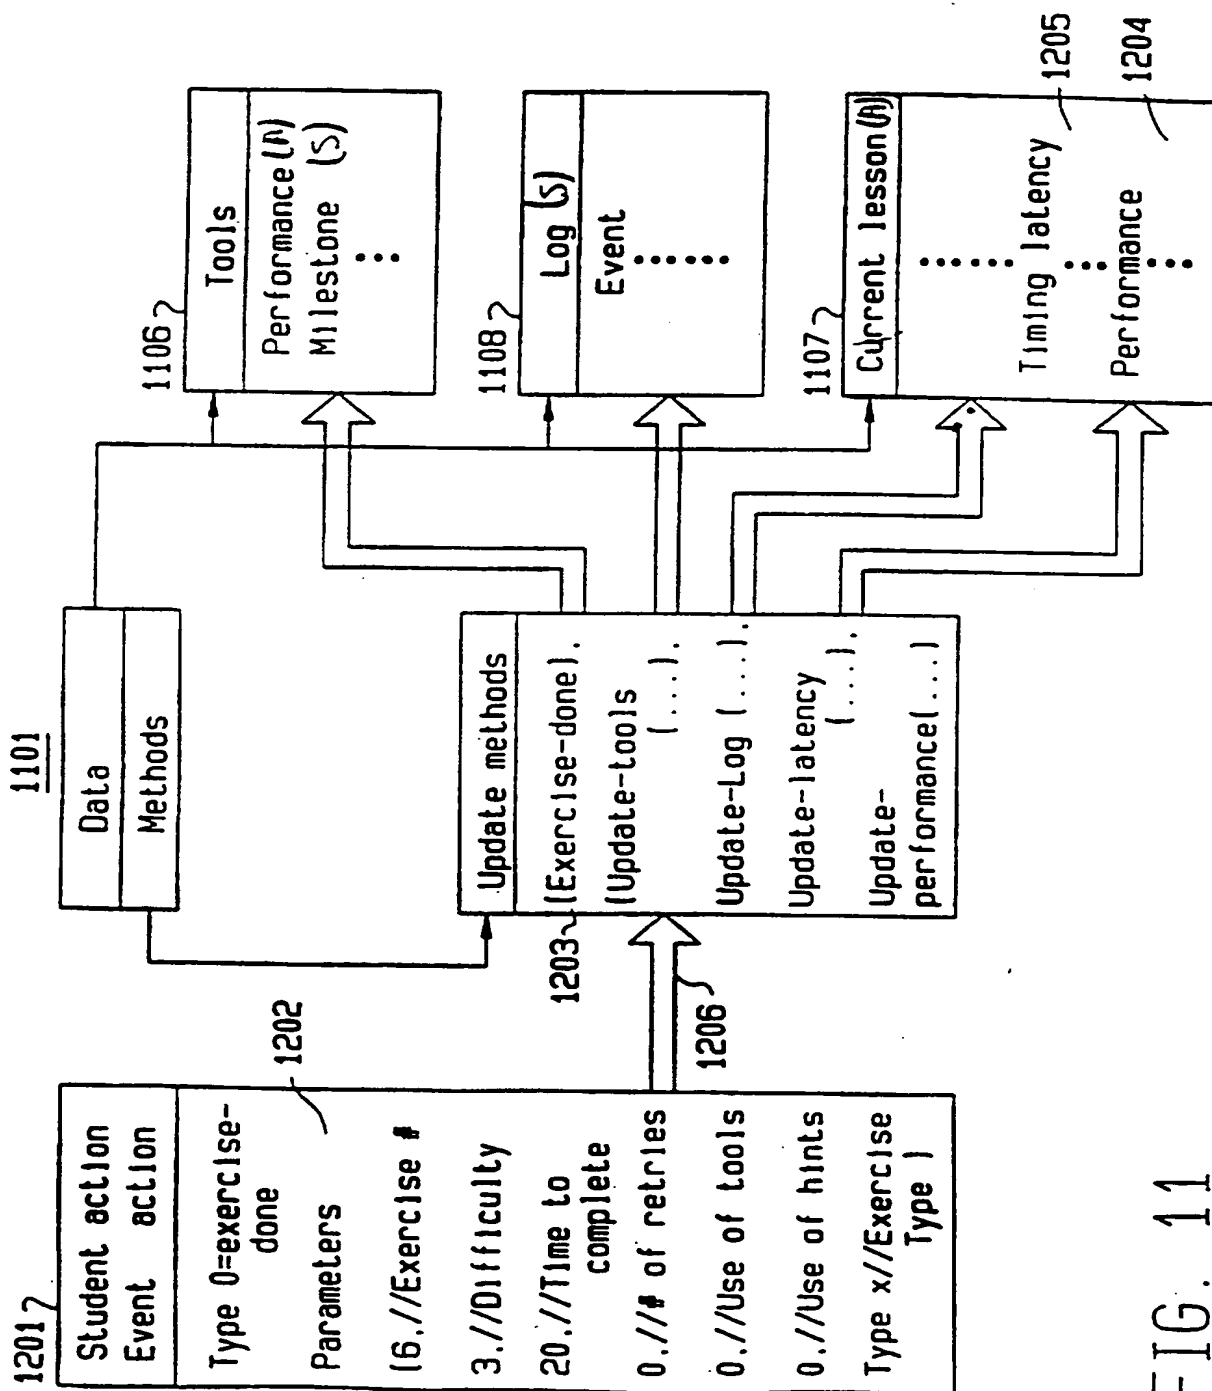 1101
Data
Methods
1201
Student action
Event action
Type 0=exercise-
done
Parameters
1202
(6,//Exercise #
3,//Difficulty
20,//Time to
complete
0,//# of retries
0,//Use of tools
0,//Use of hints
Type x//Exercise
Type )
1206
Update methods
1203
(Exercise-done),
(Update-tools
(...),
Update-Log (...),
Update-latency
(...),
Update-
performance(...)
1106
Tools
Performance(A)
Milestone (S)
1108
Log (S)
Event
1107
Current lesson(A)
Timing latency
1205
Performance
1204
FIG. 11